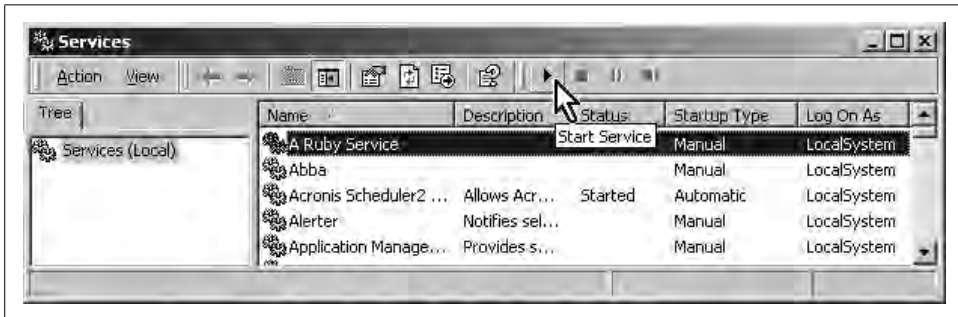 Services
Action View
Tree
Name Description Status Startup Type Log On As
Start Service
Services (Local)
A Ruby Service Manual LocalSystem
Abba Manual LocalSystem
Acronis Scheduler2 ... Allows Acr... Started Automatic LocalSystem
Alerter Notifies sel... Manual LocalSystem
Application Manage... Provides s... Manual LocalSystem